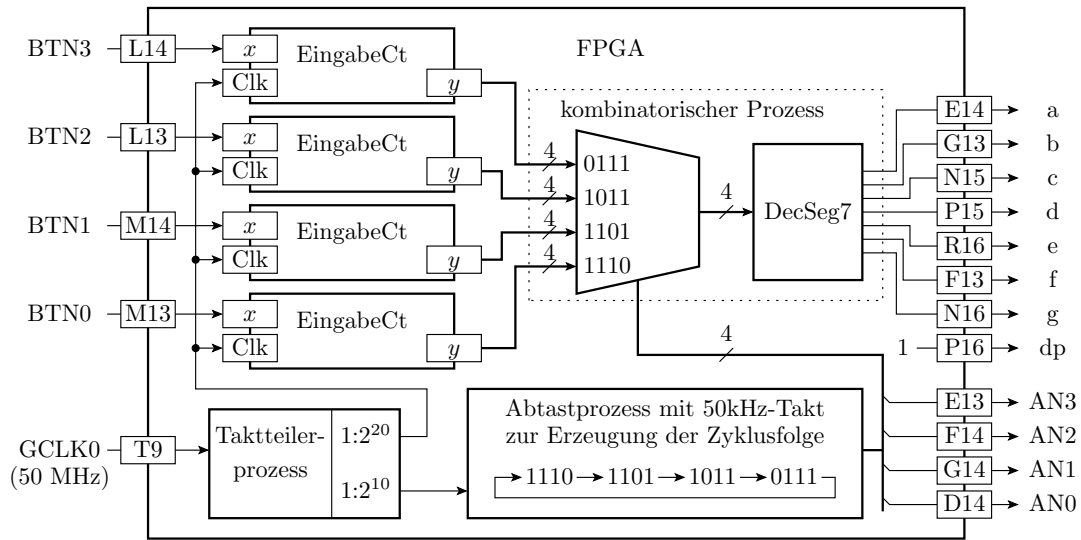 FPGA
BTN3
L14
x
Clk
EingabeCt
y
BTN2
L13
x
Clk
EingabeCt
y
BTN1
M14
x
Clk
EingabeCt
y
BTN0
M13
x
Clk
EingabeCt
y
kombinatorischer Prozess
4
0111
4
1011
4
1101
4
1110
4
DecSeg7
4
E14
a
G13
b
N15
c
P15
d
R16
e
F13
f
N16
g
1
P16
dp
E13
AN3
F14
AN2
G14
AN1
D14
AN0
GCLK0
(50 MHz)
T9
Taktteiler-
prozess
1:2^20
1:2^10
Abtastprozess mit 50kHz-Takt
zur Erzeugung der Zyklusfolge
1110 1101 1011 0111